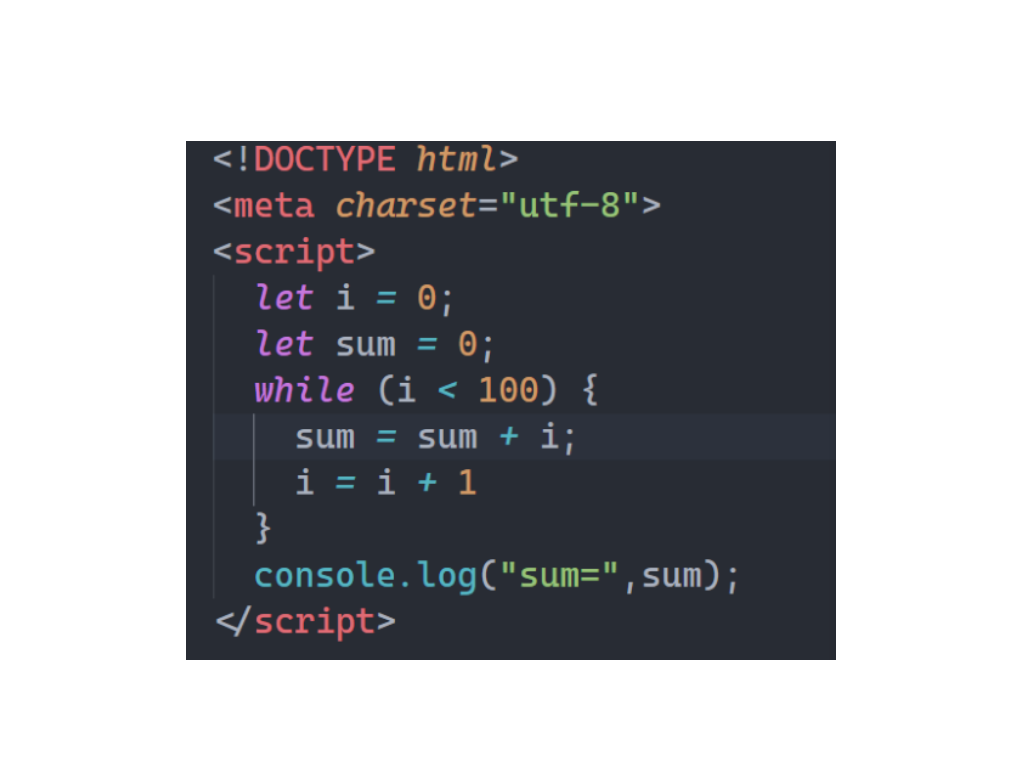 <!DOCTYPE html>
<meta charset="utf-8">
<script>
let i = 0;
let sum = 0;
while (i < 100) {
sum = sum + i;
i = i + 1
}
console.log("sum=",sum);
</script>